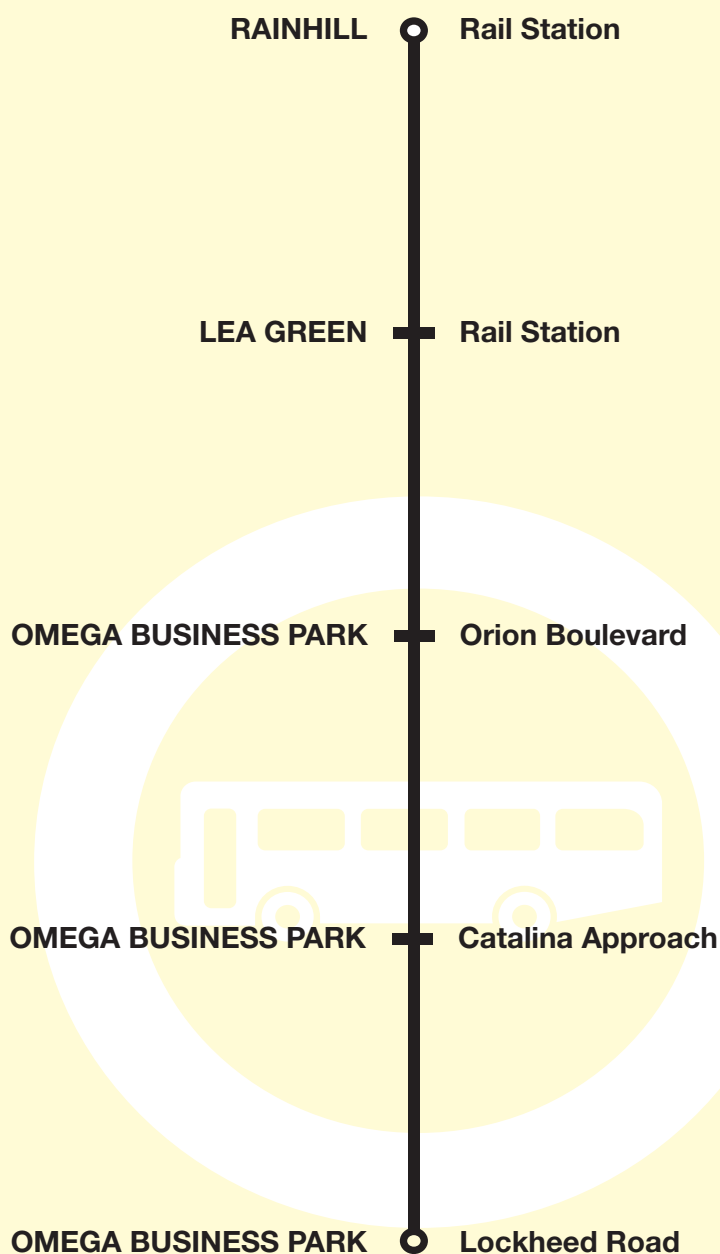 RAINHILL Rail Station
LEA GREEN Rail Station
OMEGA BUSINESS PARK Orion Boulevard
OMEGA BUSINESS PARK Catalina Approach
OMEGA BUSINESS PARK Lockheed Road